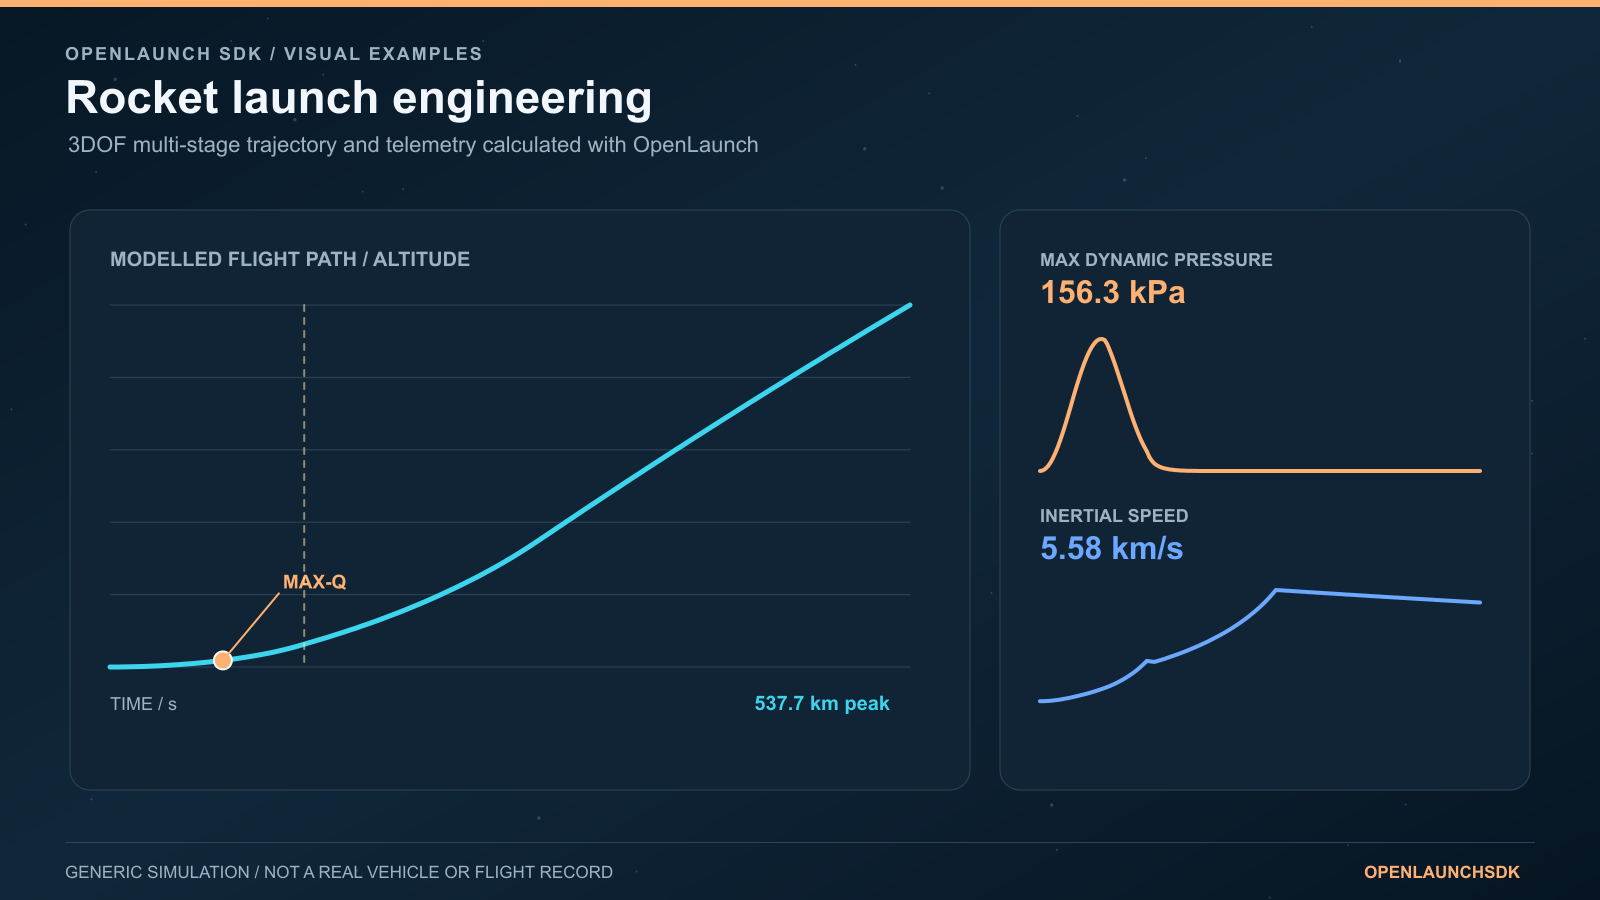 OPENLAUNCH SDK / VISUAL EXAMPLES
Rocket launch engineering
3DOF multi-stage trajectory and telemetry calculated with OpenLaunch
MODELLED FLIGHT PATH / ALTITUDE
MAX-Q
TIME / s
537.7 km peak
MAX DYNAMIC PRESSURE
156.3 kPa
INERTIAL SPEED
5.58 km/s
GENERIC SIMULATION / NOT A REAL VEHICLE OR FLIGHT RECORD
OPENLAUNCHSDK